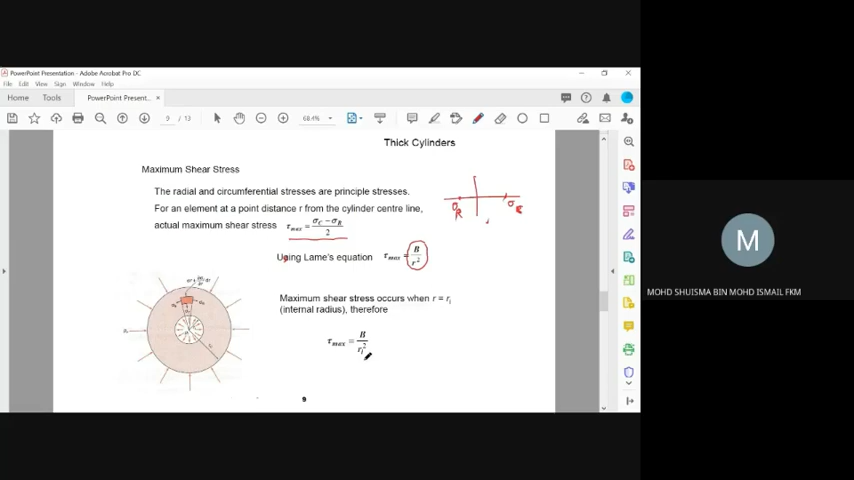 PowerPoint Presentation - Adobe Acrobat Pro DC
File Edit View Sign Window Help
Home Tools PowerPoint Present... ×
9 / 13 68.4%
Thick Cylinders
Maximum Shear Stress
The radial and circumferential stresses are principle stresses.
For an element at a point distance r from the cylinder centre line,
actual maximum shear stress τmax = (σC − σR) / 2
σR
Using Lame's equation τmax = B / r²
Maximum shear stress occurs when r = ri
(internal radius), therefore
τmax = B / ri²
9
M
MOHD SHUISMA BIN MOHD ISMAIL FKM